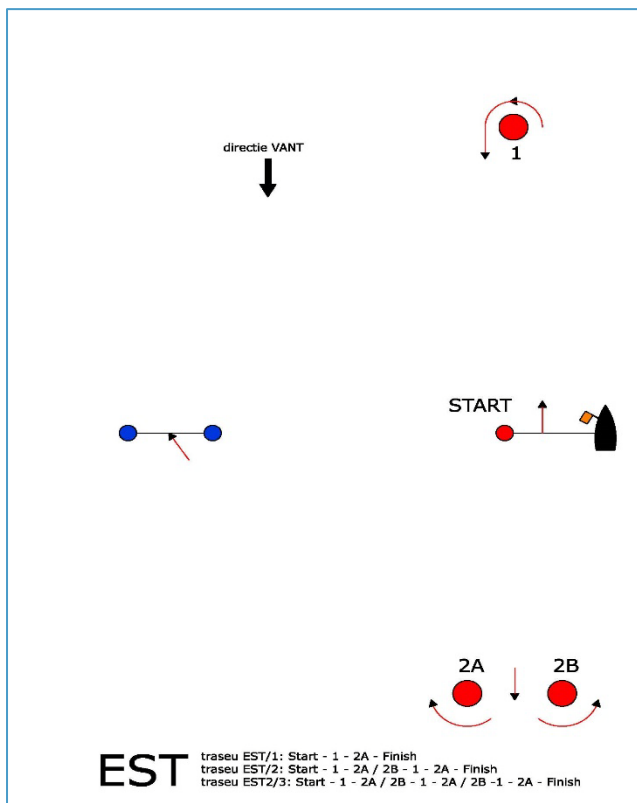 1
directie VANT
START
2A
2B
EST
traseu EST/1: Start - 1 - 2A - Finish
traseu EST/2: Start - 1 - 2A / 2B - 1 - 2A - Finish
traseu EST2/3: Start - 1 - 2A / 2B - 1 - 2A / 2B -1 - 2A - Finish